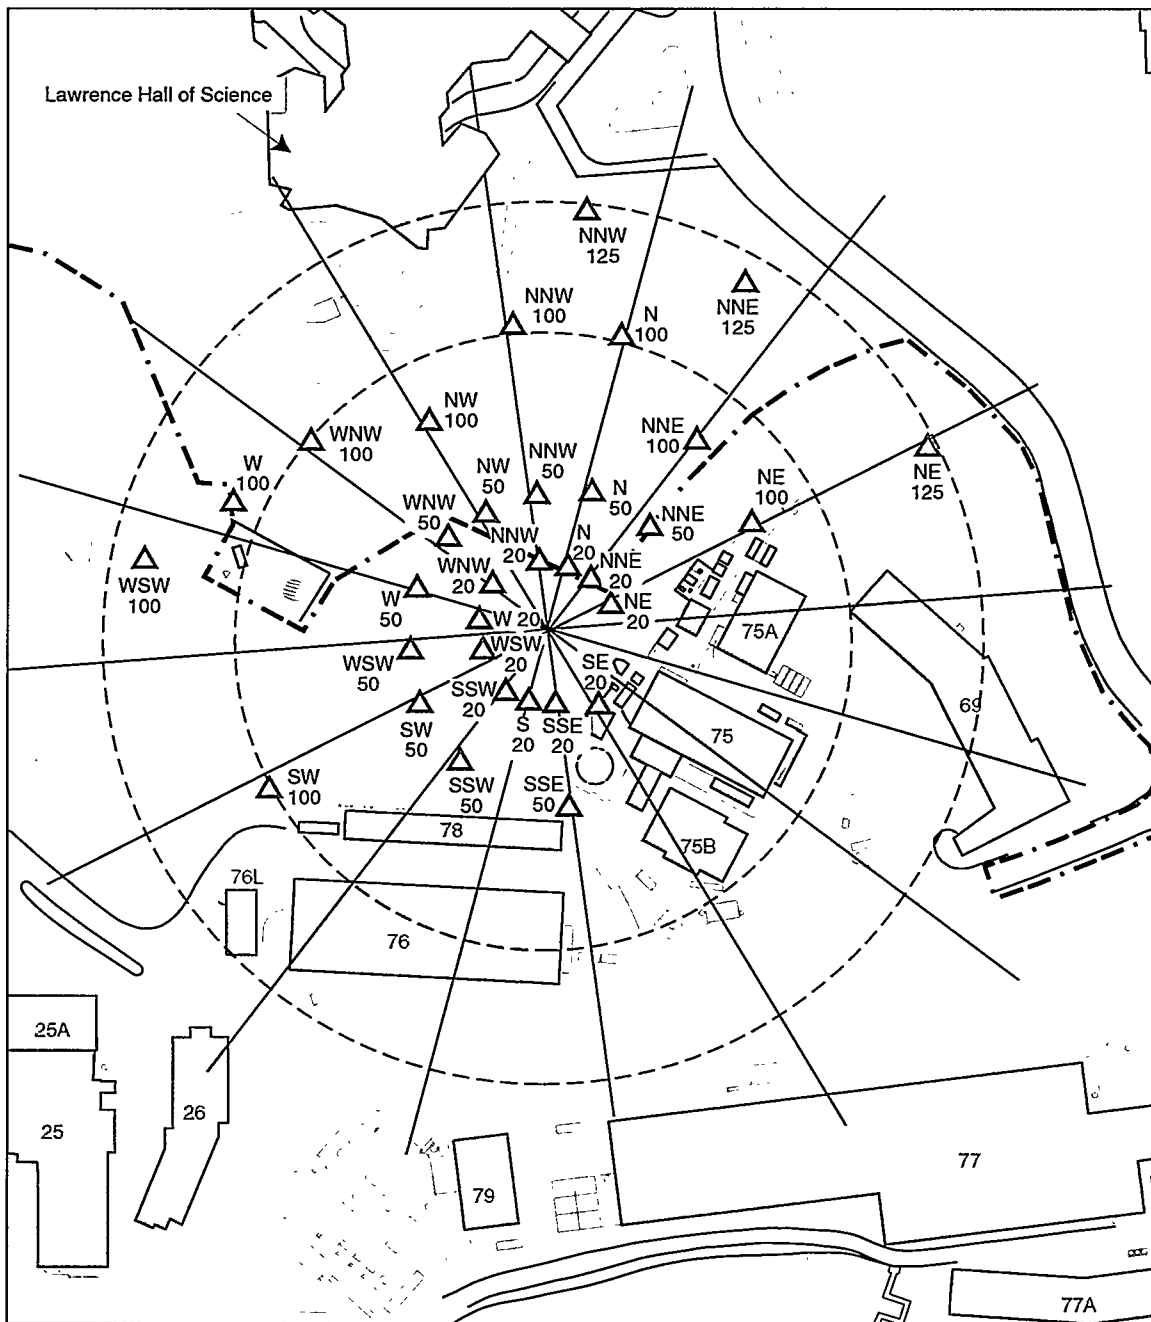 Lawrence Hall of Science
NNW
125
NNE
125
NNW
100
N
100
NW
100
WNW
100
NNE
100
NE
125
W
100
NW
50
NNW
50
N
50
NE
100
WNW
50
NNE
50
NNW
20
N
20
WSW
100
WNW
20
NNE
20
W
50
NE
20
W 20
75A
WSW
50
WSW
20
SE
20
SSW
20
69
SW
50
S
20
SSE
20
75
SW
100
SSW
50
SSE
50
78
75B
76L
76
25A
26
25
77
79
77A